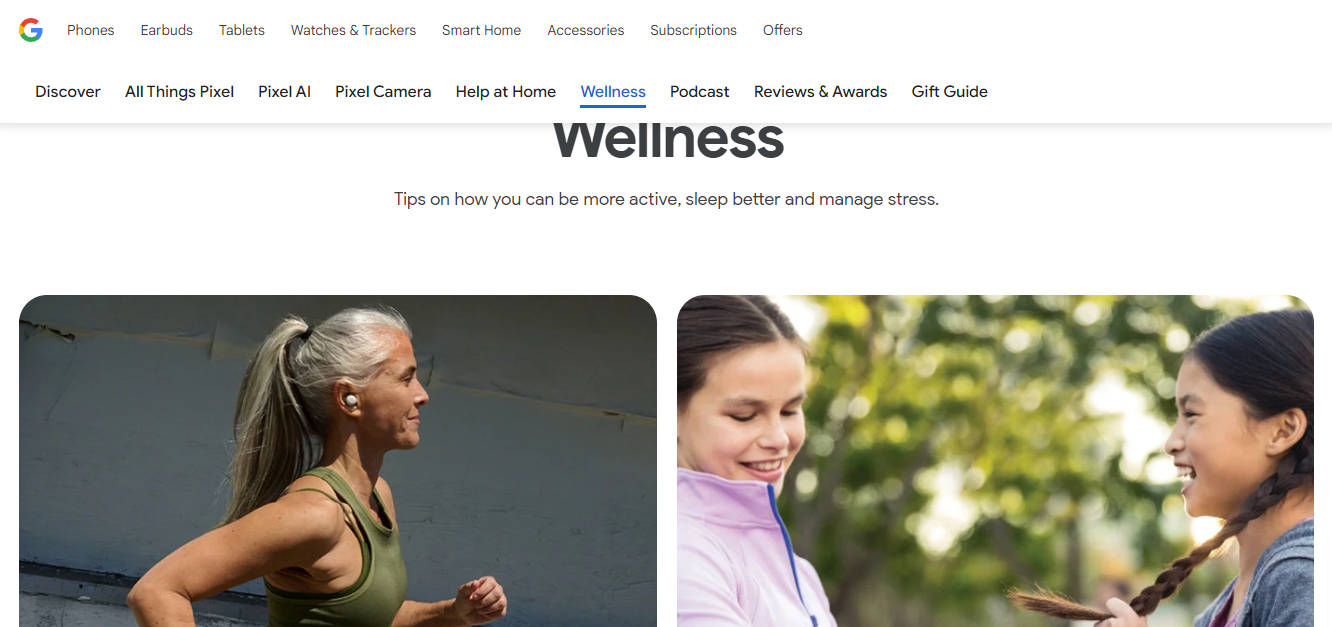 Phones Earbuds Tablets Watches & Trackers Smart Home Accessories Subscriptions Offers
Discover All Things Pixel Pixel AI Pixel Camera Help at Home Wellness Podcast Reviews & Awards Gift Guide
Wellness
Tips on how you can be more active, sleep better and manage stress.